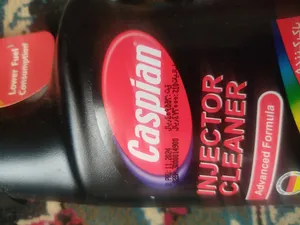 Lower Fuel
Consumption!
Caspian
INJECTOR
CLEANER
Advanced Formula